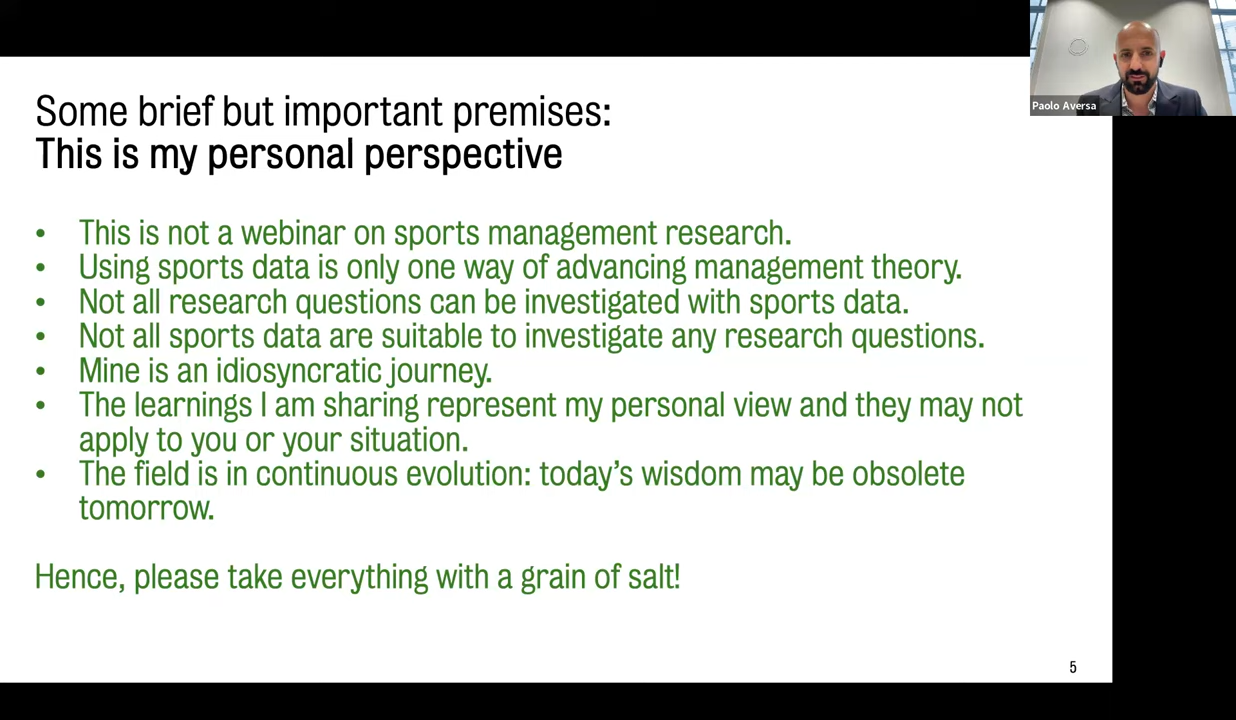 Paolo Aversa
Some brief but important premises:
This is my personal perspective
• This is not a webinar on sports management research.
• Using sports data is only one way of advancing management theory.
• Not all research questions can be investigated with sports data.
• Not all sports data are suitable to investigate any research questions.
• Mine is an idiosyncratic journey.
• The learnings I am sharing represent my personal view and they may not
apply to you or your situation.
• The field is in continuous evolution: today’s wisdom may be obsolete
tomorrow.
Hence, please take everything with a grain of salt!
5